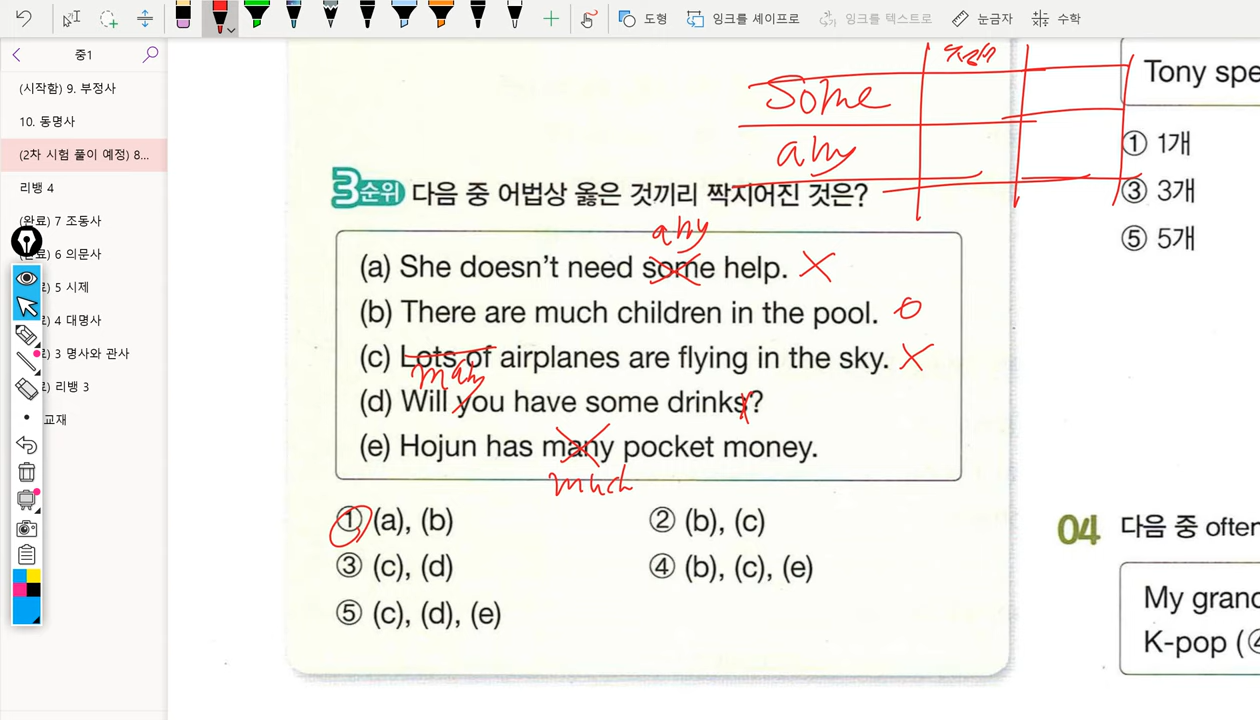 도형
잉크를 셰이프로
잉크를 텍스트로
눈금자
수학
중1
(시작함) 9. 부정사
10. 동명사
(2차 시험 풀이 예정) 8...
리뱅 4
(완료) 7 조동사
료) 6 의문사
료) 5 시제
료) 4 대명사
료) 3 명사와 관사
료) 리뱅 3
교재
some
any
Tony spe
① 1개
③ 3개
⑤ 5개
3순위 다음 중 어법상 옳은 것끼리 짝지어진 것은?
any
(a) She doesn't need some help. X
(b) There are much children in the pool. o
(c) Lots of airplanes are flying in the sky. X
many
(d) Will you have some drinks?
(e) Hojun has many pocket money.
much
① (a), (b)
② (b), (c)
③ (c), (d)
④ (b), (c), (e)
⑤ (c), (d), (e)
04 다음 중 often
My grand
K-pop (④